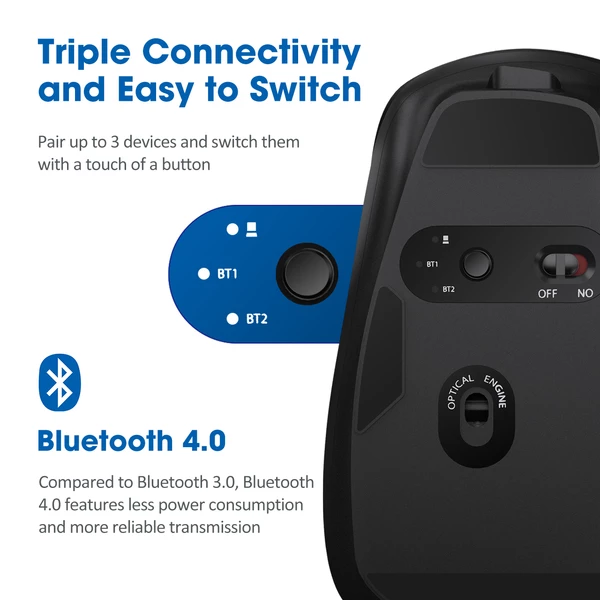 Triple Connectivity
and Easy to Switch
Pair up to 3 devices and switch them
with a touch of a button
BT1
BT2
BT1
BT2
OFF NO
OPTICAL ENGINE
Bluetooth 4.0
Compared to Bluetooth 3.0, Bluetooth
4.0 features less power consumption
and more reliable transmission